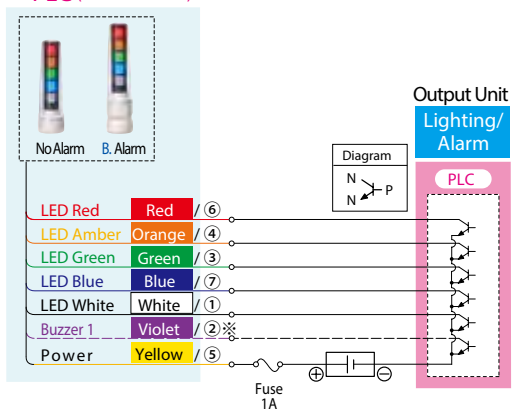 No Alarm
B. Alarm
Output Unit
Lighting/
Alarm
Diagram
N
P
N
PLC
LED Red Red /⑥
LED Amber Orange /④
LED Green Green /③
LED Blue Blue /⑦
LED White White /①
Buzzer 1 Violet /②※
Power Yellow /⑤
⊕ ⊖
Fuse
1A